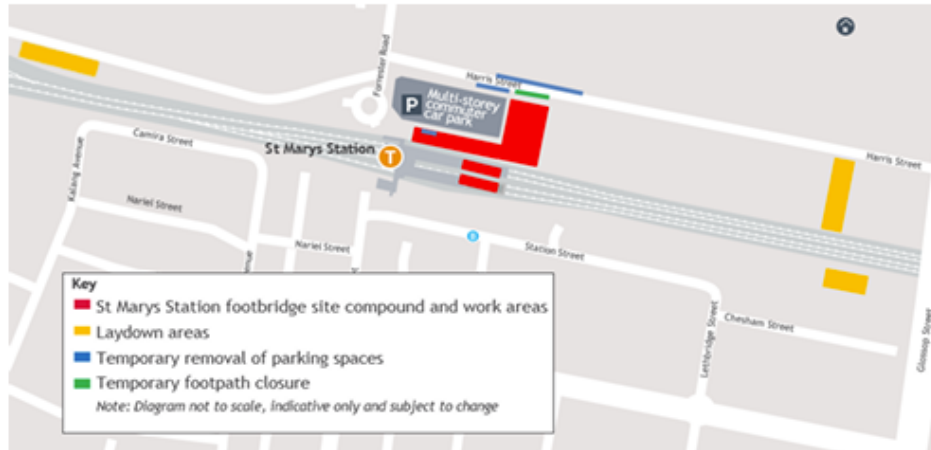 Forrester Road
Harris Street
P
Multi-storey
commuter
car park
Camira Street
St Marys Station
T
Harris Street
Kalang Avenue
Nariel Street
Nariel Street
Station Street
Key
St Marys Station footbridge site compound and work areas
Laydown areas
Temporary removal of parking spaces
Temporary footpath closure
Note: Diagram not to scale, indicative only and subject to change
Lethbridge Street
Chesham Street
Glossop Street